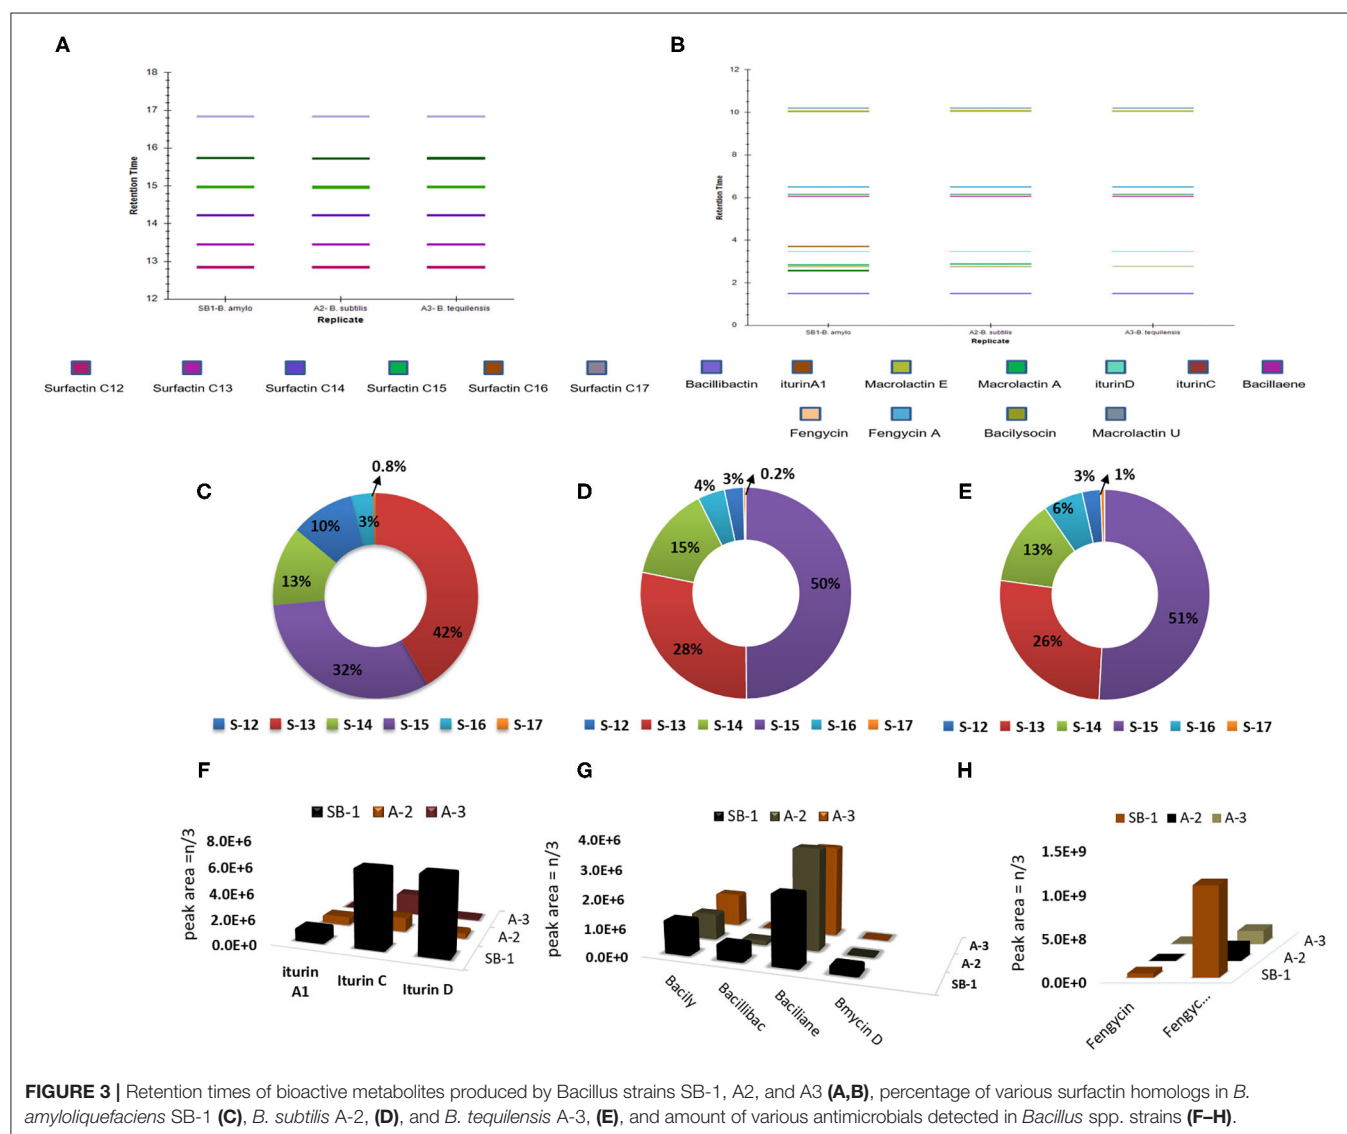 A
18
17
16
15
14
13
12
Retention Time
SB1-B. amylo
A2- B. subtilis
A3- B. tequilensis
Replicate
Surfactin C12
Surfactin C13
Surfactin C14
Surfactin C15
Surfactin C16
Surfactin C17
B
12
10
8
6
4
2
0
Retention Time
SB1-B. amylo
A2-B. subtilis
A3-B. tequilensis
Replicate
Bacillibactin
iturinA1
Macrolactin E
Macrolactin A
iturinD
iturinC
Bacillaene
Fengycin
Fengycin A
Bacilysocin
Macrolactin U
C
0.8%
10%
3%
13%
42%
32%
S-12 S-13 S-14 S-15 S-16 S-17
D
4%
3%
0.2%
15%
50%
28%
S-12 S-13 S-14 S-15 S-16 S-17
E
3%
1%
6%
13%
51%
26%
S-12 S-13 S-14 S-15 S-16 S-17
F
SB-1 A-2 A-3
peak area =n/3
8.0E+6
6.0E+6
4.0E+6
2.0E+6
0.0E+0
iturin
A1
Iturin C
Iturin D
A-3
A-2
SB-1
G
SB-1 A-2 A-3
peak area = n/3
4.0E+6
3.0E+6
2.0E+6
1.0E+6
0.0E+0
Bacily
Bacillibac
Baciliane
Bmycin D
A-3
A-2
SB-1
H
SB-1 A-2 A-3
Peak area = n/3
1.5E+9
1.0E+9
5.0E+8
0.0E+0
Fengycin
Fengyc...
A-3
A-2
SB-1
FIGURE 3 | Retention times of bioactive metabolites produced by Bacillus strains SB-1, A2, and A3 (A,B), percentage of various surfactin homologs in B.
amyloliquefaciens SB-1 (C), B. subtilis A-2, (D), and B. tequilensis A-3, (E), and amount of various antimicrobials detected in Bacillus spp. strains (F–H).